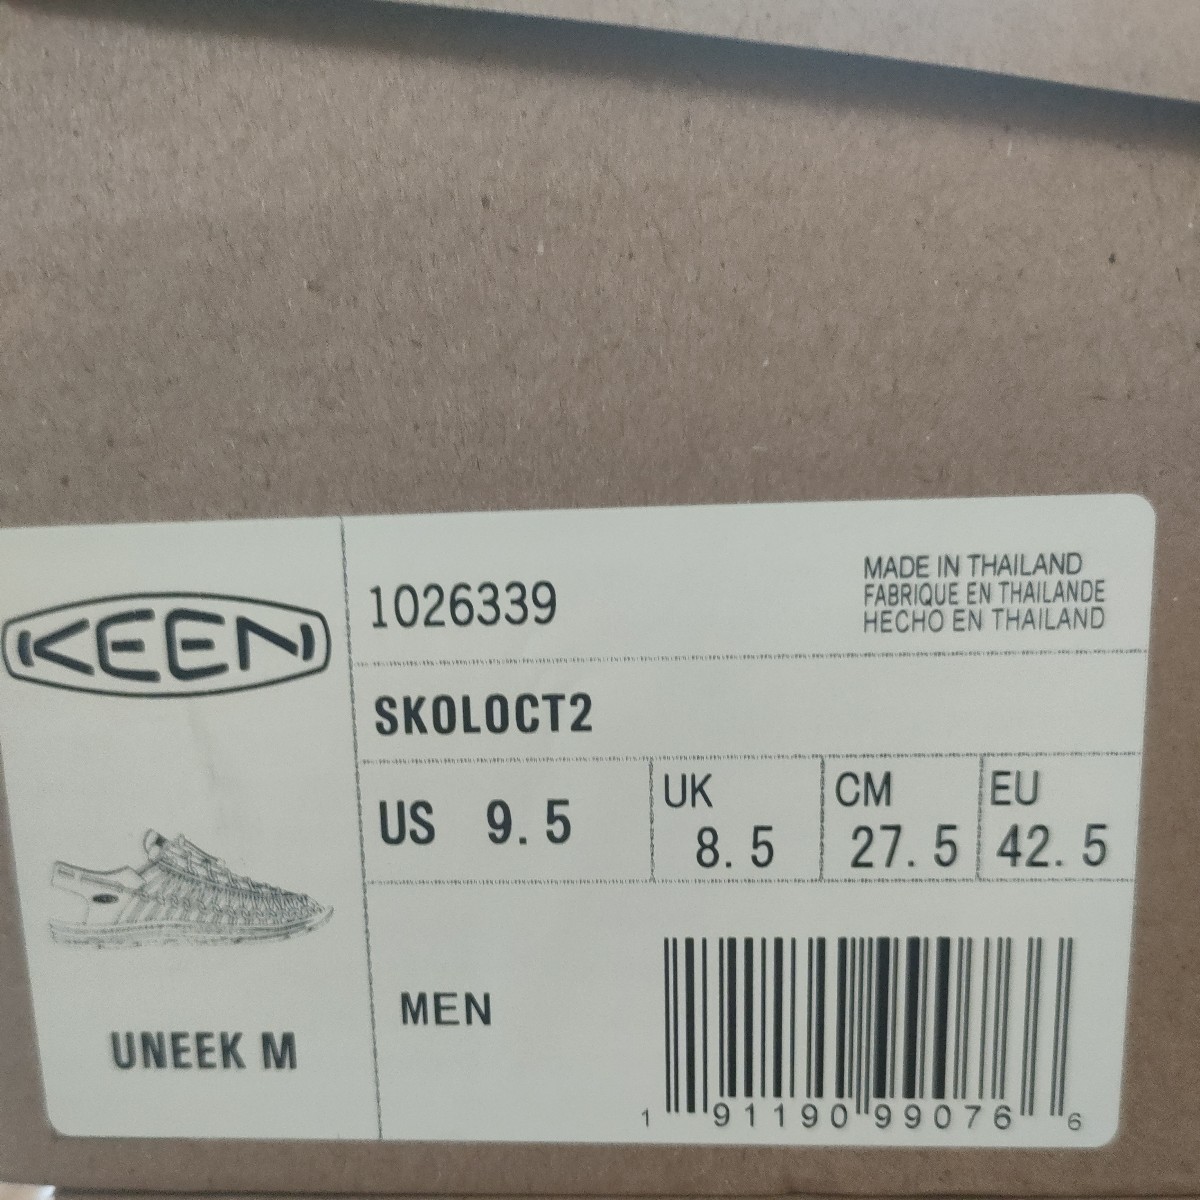 KEEN
UNEEK M
1026339
MADE IN THAILAND
FABRIQUE EN THAILANDE
HECHO EN THAILAND
SKOLOCT2
US 9.5
UK 8.5
CM 27.5
EU 42.5
MEN
1 91190 99076 6